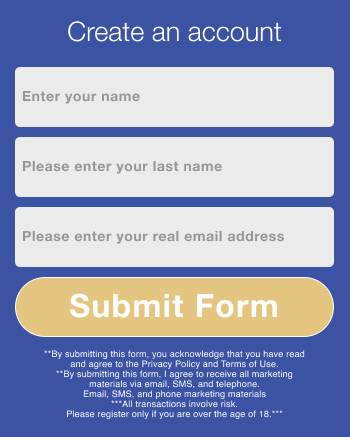 Create an account
Enter your name
Please enter your last name
Please enter your real email address
Submit Form
**By submitting this form, you acknowledge that you have read
and agree to the Privacy Policy and Terms of Use.
**By submitting this form, I agree to receive all marketing
materials via email, SMS, and telephone.
Email, SMS, and phone marketing materials
***All transactions involve risk.
Please register only if you are over the age of 18.***